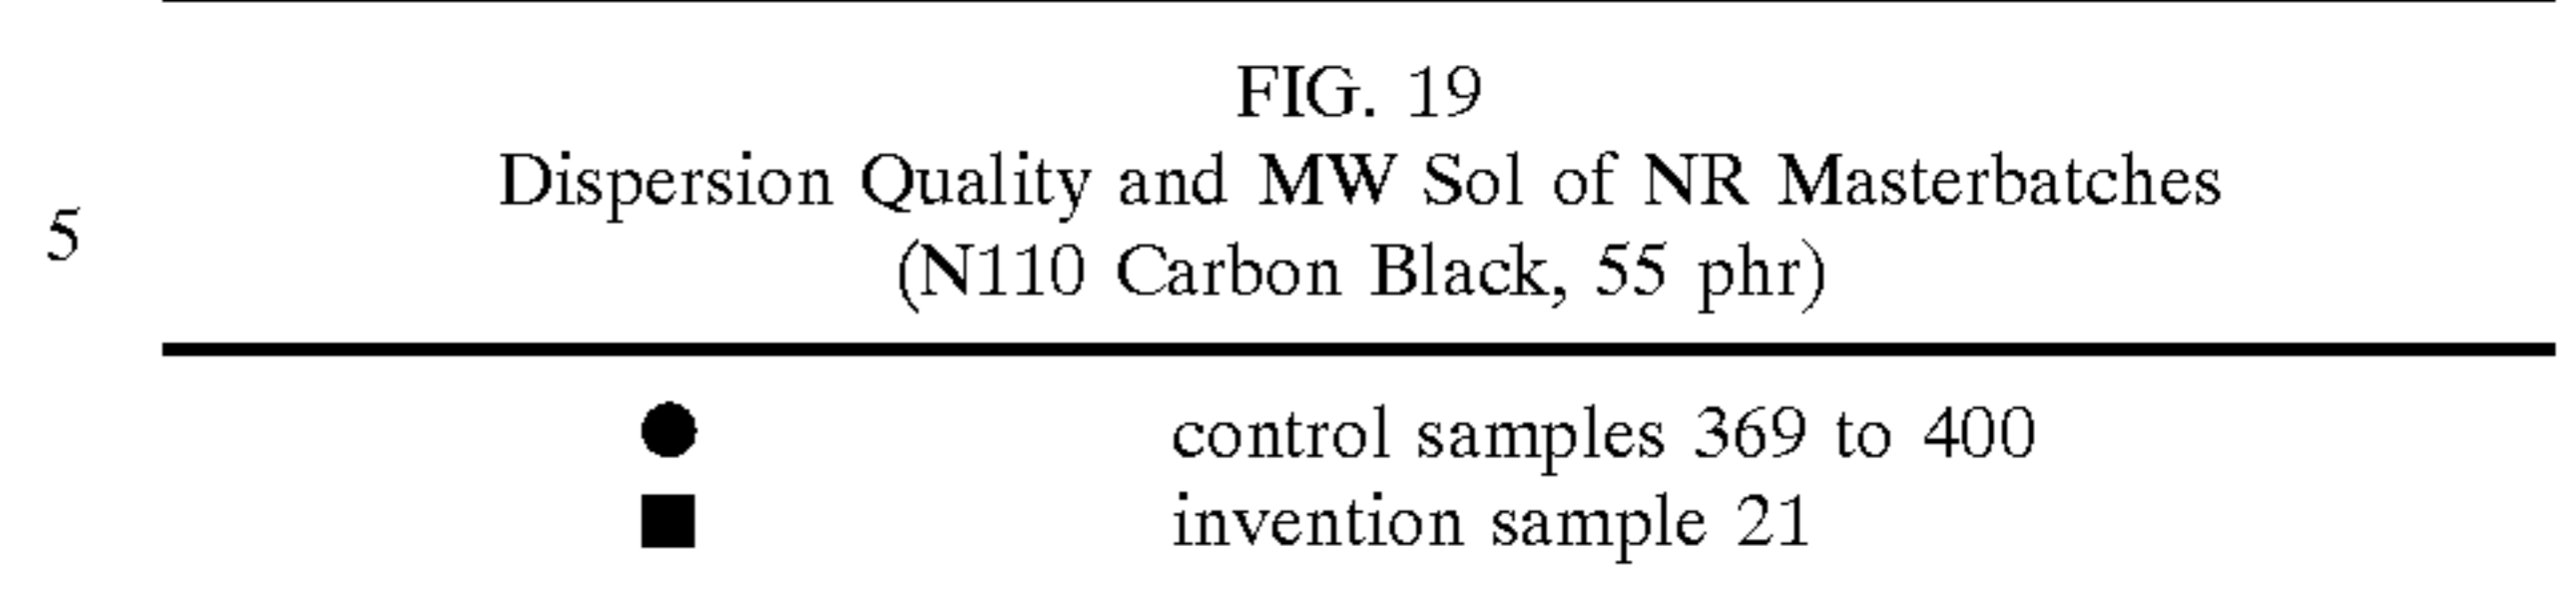 FIG. 19
Dispersion Quality and MW Sol of NR Masterbatches
5
(N110 Carbon Black, 55 phr)
● control samples 369 to 400
■ invention sample 21